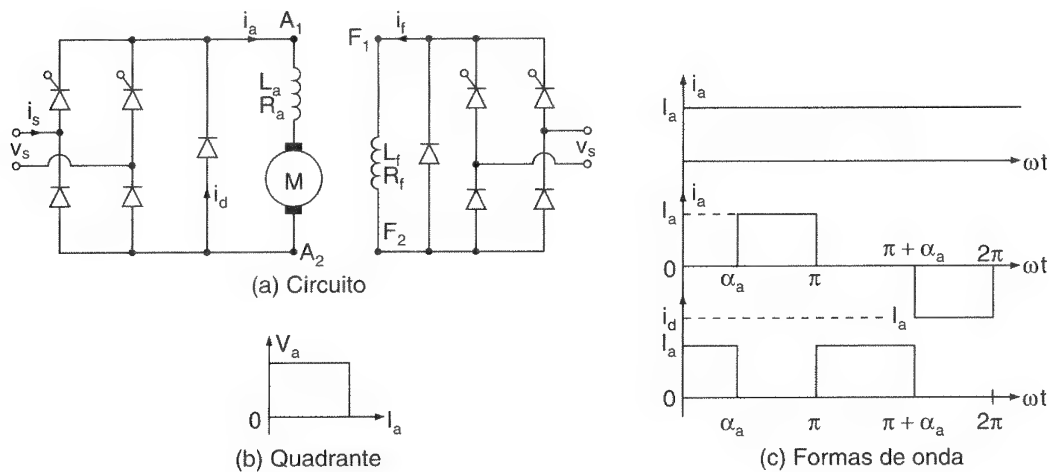 i_a A_1
F_1 i_f
L_a
R_a
i_s
v_s
i_d
M
L_f
R_f
v_s
F_2
A_2
(a) Circuito
V_a
0
I_a
(b) Quadrante
i_a
I_a
ωt
i_a
I_a
0
α_a π π + α_a 2π ωt
i_d
I_a
I_a
0
α_a π π + α_a 2π ωt
(c) Formas de onda